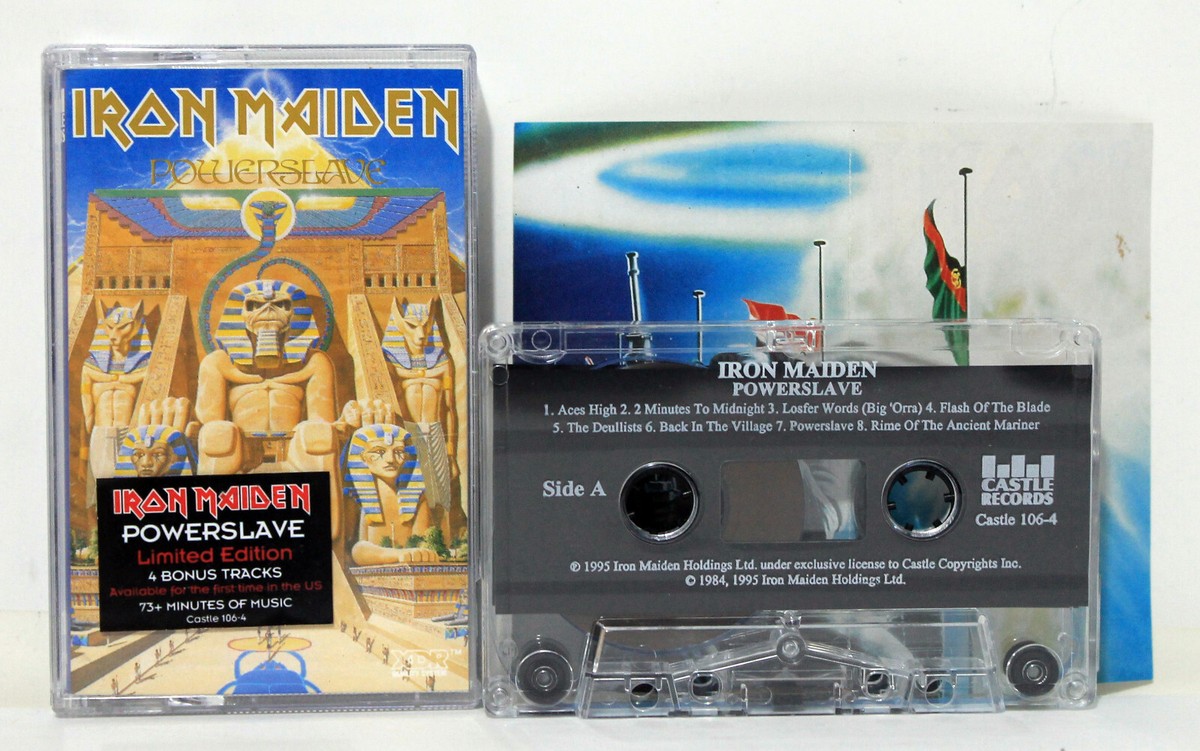 IRON MAIDEN
POWERSLAVE
IRON MAIDEN
POWERSLAVE
Limited Edition
4 BONUS TRACKS
Available for the first time in the US
73+ MINUTES OF MUSIC
Castle 106-4
XDR™
IRON MAIDEN
POWERSLAVE
1. Aces High 2. 2 Minutes To Midnight 3. Losfer Words (Big 'Orra) 4. Flash Of The Blade
5. The Deullists 6. Back In The Village 7. Powerslave 8. Rime Of The Ancient Mariner
Side A
CASTLE
RECORDS
Castle 106-4
℗ 1995 Iron Maiden Holdings Ltd. under exclusive license to Castle Copyrights Inc.
© 1984, 1995 Iron Maiden Holdings Ltd.